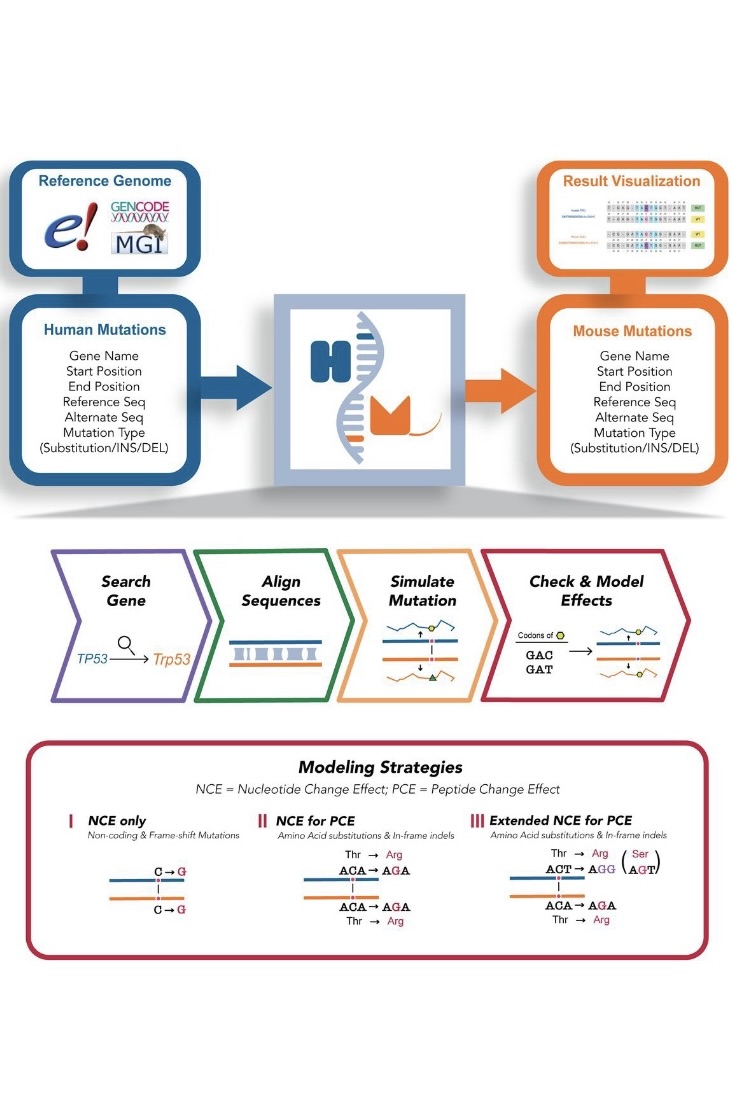 Reference Genome
e!
GENCODE
MGI
Human Mutations
Gene Name
Start Position
End Position
Reference Seq
Alternate Seq
Mutation Type
(Substitution/INS/DEL)
H
M
Result Visualization
Mouse Mutations
Gene Name
Start Position
End Position
Reference Seq
Alternate Seq
Mutation Type
(Substitution/INS/DEL)
Search
Gene
TP53
Trp53
Align
Sequences
Simulate
Mutation
Check & Model
Effects
Codons of
GAC
GAT
Modeling Strategies
NCE = Nucleotide Change Effect; PCE = Peptide Change Effect
I NCE only
Non-coding & Frame-shift Mutations
C → G
C → G
II NCE for PCE
Amino Acid substitutions & In-frame indels
Thr → Arg
ACA → AGA
ACA → AGA
Thr → Arg
III Extended NCE for PCE
Amino Acid substitutions & In-frame indels
Thr → Arg (Ser)
ACT → AGG (AGT)
ACA → AGA
Thr → Arg